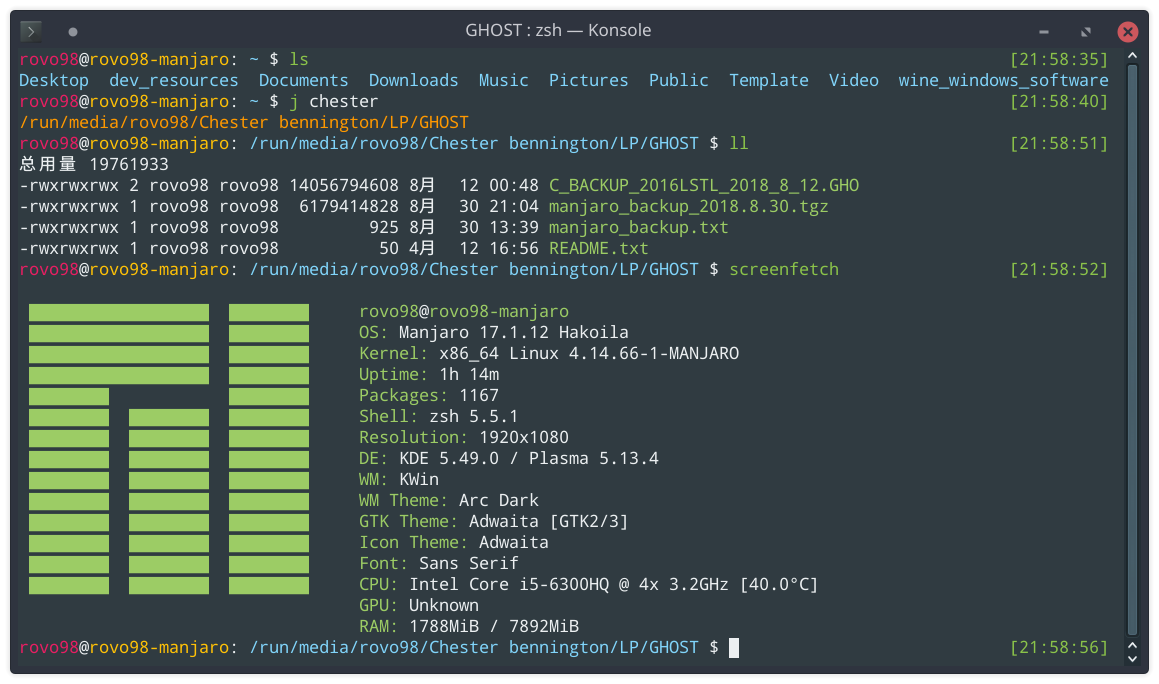 GHOST : zsh — Konsole
rovo98@rovo98-manjaro: ~ $ ls [21:58:35]
Desktop dev_resources Documents Downloads Music Pictures Public Template Video wine_windows_software
rovo98@rovo98-manjaro: ~ $ j chester [21:58:40]
/run/media/rovo98/Chester bennington/LP/GHOST
rovo98@rovo98-manjaro: /run/media/rovo98/Chester bennington/LP/GHOST $ ll [21:58:51]
总用量 19761933
-rwxrwxrwx 2 rovo98 rovo98 14056794608 8月 12 00:48 C_BACKUP_2016LSTL_2018_8_12.GHO
-rwxrwxrwx 1 rovo98 rovo98 6179414828 8月 30 21:04 manjaro_backup_2018.8.30.tgz
-rwxrwxrwx 1 rovo98 rovo98 925 8月 30 13:39 manjaro_backup.txt
-rwxrwxrwx 1 rovo98 rovo98 50 4月 12 16:56 README.txt
rovo98@rovo98-manjaro: /run/media/rovo98/Chester bennington/LP/GHOST $ screenfetch [21:58:52]
rovo98@rovo98-manjaro
OS: Manjaro 17.1.12 Hakoila
Kernel: x86_64 Linux 4.14.66-1-MANJARO
Uptime: 1h 14m
Packages: 1167
Shell: zsh 5.5.1
Resolution: 1920x1080
DE: KDE 5.49.0 / Plasma 5.13.4
WM: KWin
WM Theme: Arc Dark
GTK Theme: Adwaita [GTK2/3]
Icon Theme: Adwaita
Font: Sans Serif
CPU: Intel Core i5-6300HQ @ 4x 3.2GHz [40.0°C]
GPU: Unknown
RAM: 1788MiB / 7892MiB
rovo98@rovo98-manjaro: /run/media/rovo98/Chester bennington/LP/GHOST $ [21:58:56]